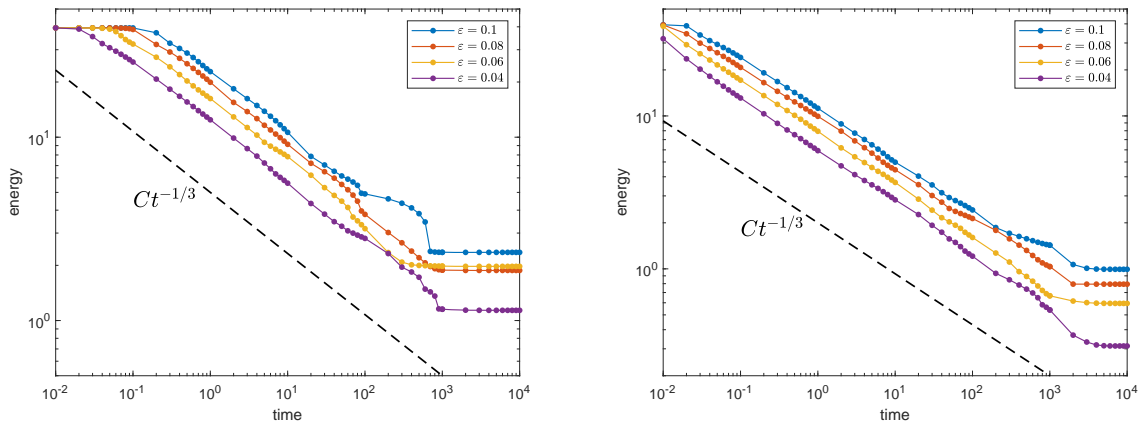 ε = 0.1
ε = 0.08
ε = 0.06
ε = 0.04
Ct^{-1/3}
energy
10^1
10^0
10^{-2} 10^{-1} 10^0 10^1 10^2 10^3 10^4
time
ε = 0.1
ε = 0.08
ε = 0.06
ε = 0.04
Ct^{-1/3}
energy
10^1
10^0
10^{-2} 10^{-1} 10^0 10^1 10^2 10^3 10^4
time